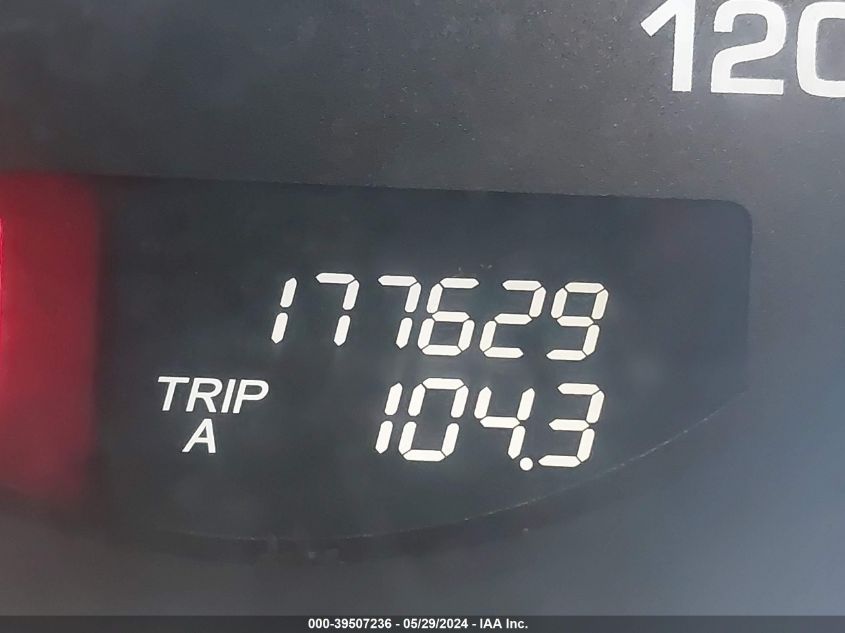 120
177629
TRIP 104.3
A
000-39507236 - 05/29/2024 - IAA Inc.